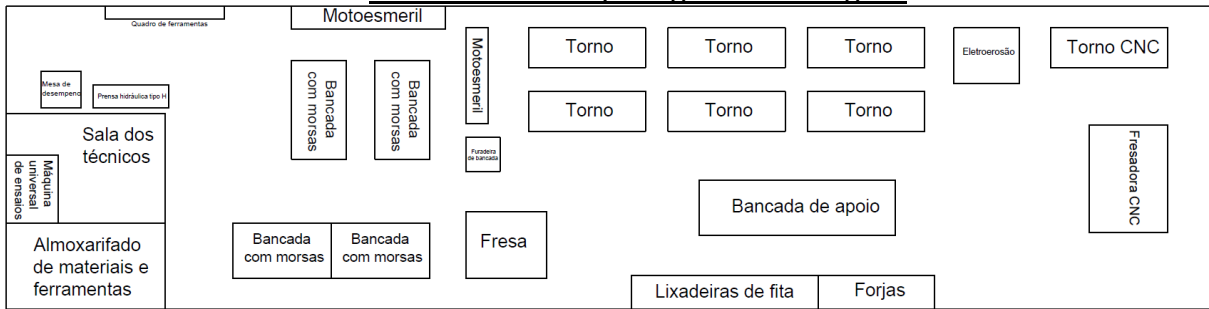 Quadro de ferramentas
Motoesmeril
Motoesmeril
Torno
Torno
Torno
Eletroerosão
Torno CNC
Mesa de
desempeno
Prensa hidráulica tipo H
Bancada
com morsas
Bancada
com morsas
Torno
Torno
Torno
Sala dos
técnicos
Furadeira
de bancada
Fresadora CNC
Máquina
universal
de ensaios
Bancada de apoio
Almoxarifado
de materiais e
ferramentas
Bancada
com morsas
Bancada
com morsas
Fresa
Lixadeiras de fita
Forjas